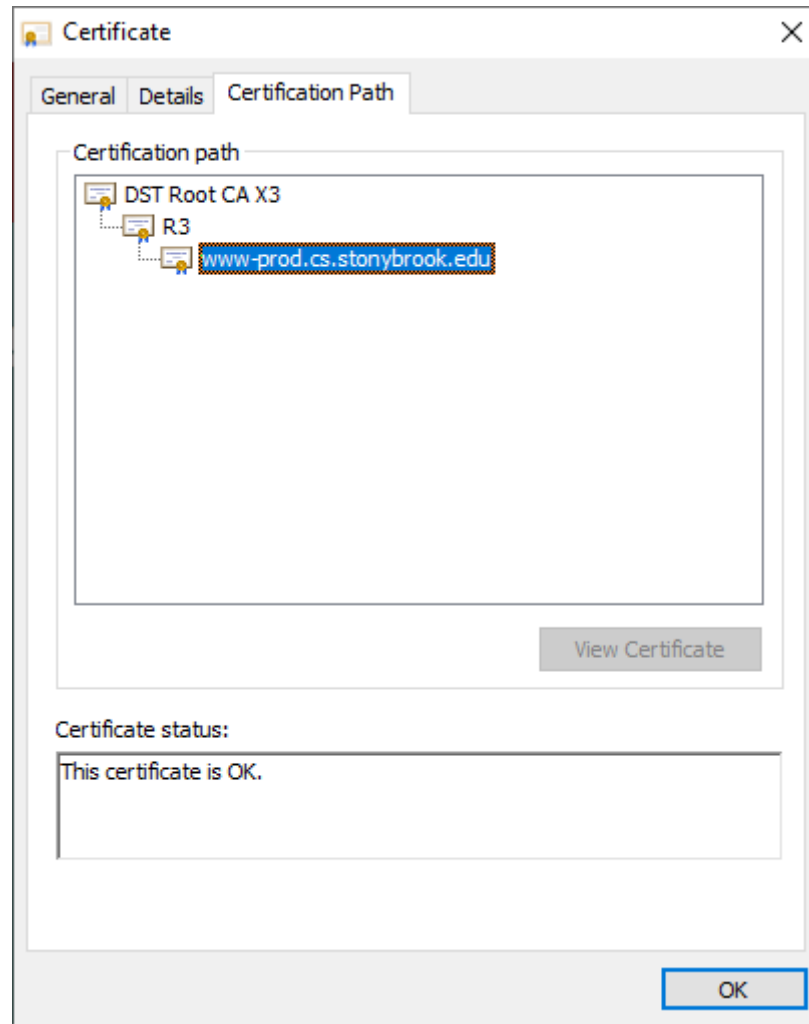 Certificate
General Details Certification Path
Certification path
DST Root CA X3
R3
www-prod.cs.stonybrook.edu
View Certificate
Certificate status:
This certificate is OK.
OK